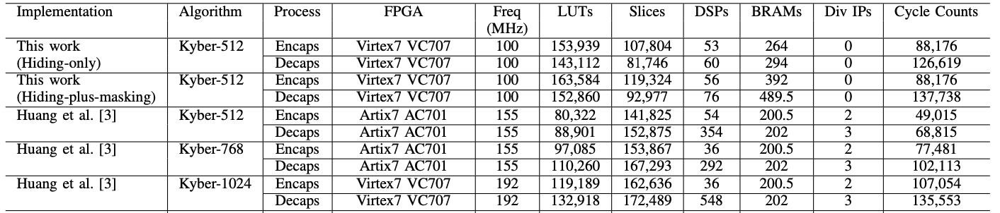 Implementation Algorithm Process FPGA Freq LUTs Slices DSPs BRAMs Div IPs Cycle Counts
(MHz)
This work Kyber-512 Encaps Virtex7 VC707 100 153,939 107,804 53 264 0 88,176
(Hiding-only) Decaps Virtex7 VC707 100 143,112 81,746 60 294 0 126,619
This work Kyber-512 Encaps Virtex7 VC707 100 163,584 119,324 56 392 0 88,176
(Hiding-plus-masking) Decaps Virtex7 VC707 100 152,860 92,977 76 489.5 0 137,738
Huang et al. [3] Kyber-512 Encaps Artix7 AC701 155 80,322 141,825 54 200.5 2 49,015
Decaps Artix7 AC701 155 88,901 152,875 354 202 3 68,815
Huang et al. [3] Kyber-768 Encaps Artix7 AC701 155 97,085 153,867 36 200.5 2 77,481
Decaps Artix7 AC701 155 110,260 167,293 292 202 3 102,113
Huang et al. [3] Kyber-1024 Encaps Virtex7 VC707 192 119,189 162,636 36 200.5 2 107,054
Decaps Virtex7 VC707 192 132,918 172,489 548 202 3 135,553